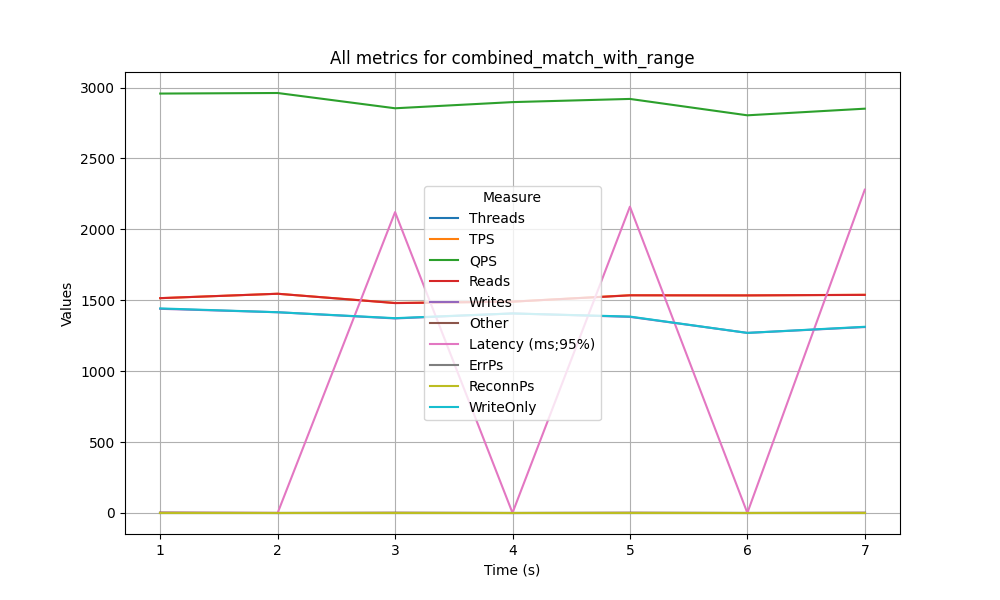 All metrics for combined_match_with_range
3000
2500
2000
1500
1000
500
0
Values
Measure
Threads
TPS
QPS
Reads
Writes
Other
Latency (ms;95%)
ErrPs
ReconnPs
WriteOnly
1 2 3 4 5 6 7
Time (s)